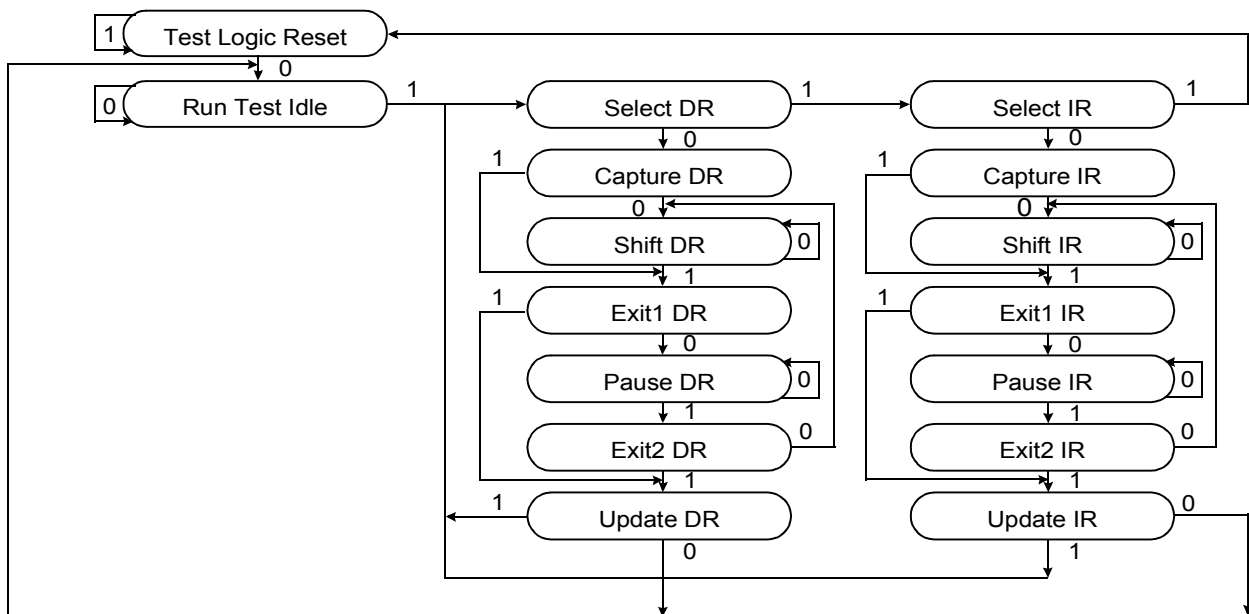 1
Test Logic Reset
0
0
Run Test Idle
1
Select DR
1
Select IR
1
0
0
1
Capture DR
1
Capture IR
0
0
Shift DR
0
Shift IR
0
1
1
1
Exit1 DR
1
Exit1 IR
0
0
Pause DR
0
Pause IR
0
1
1
Exit2 DR
0
Exit2 IR
0
1
1
1
Update DR
Update IR
0
0
1